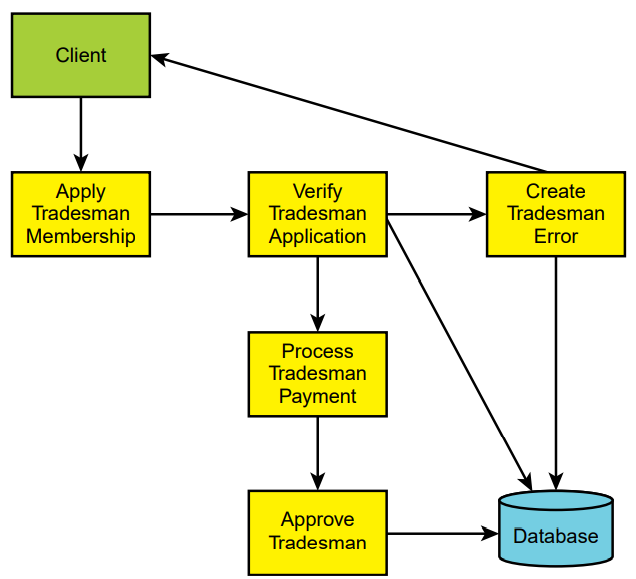 Client
Apply
Tradesman
Membership
Verify
Tradesman
Application
Create
Tradesman
Error
Process
Tradesman
Payment
Approve
Tradesman
Database